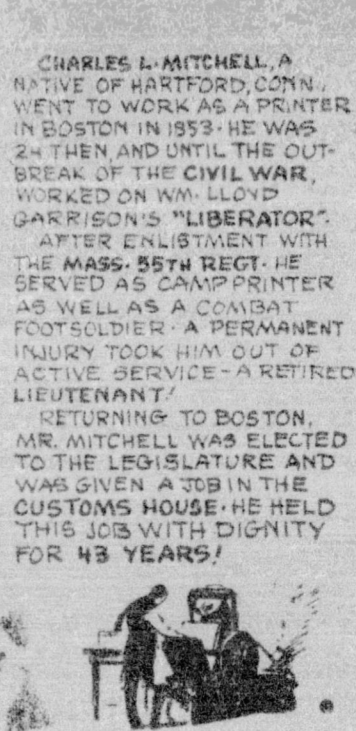 CHARLES L. MITCHELL, A
NATIVE OF HARTFORD, CONN.,
WENT TO WORK AS A PRINTER
IN BOSTON IN 1853. HE WAS
24 THEN, AND UNTIL THE OUT-
BREAK OF THE CIVIL WAR,
WORKED ON WM. LLOYD
GARRISON'S "LIBERATOR".
AFTER ENLISTMENT WITH
THE MASS. 55TH REGT. HE
SERVED AS CAMP PRINTER
AS WELL AS A COMBAT
FOOTSOLDIER. A PERMANENT
INJURY TOOK HIM OUT OF
ACTIVE SERVICE - A RETIRED
LIEUTENANT!
RETURNING TO BOSTON,
MR. MITCHELL WAS ELECTED
TO THE LEGISLATURE AND
WAS GIVEN A JOB IN THE
CUSTOMS HOUSE. HE HELD
THIS JOB WITH DIGNITY
FOR 43 YEARS!